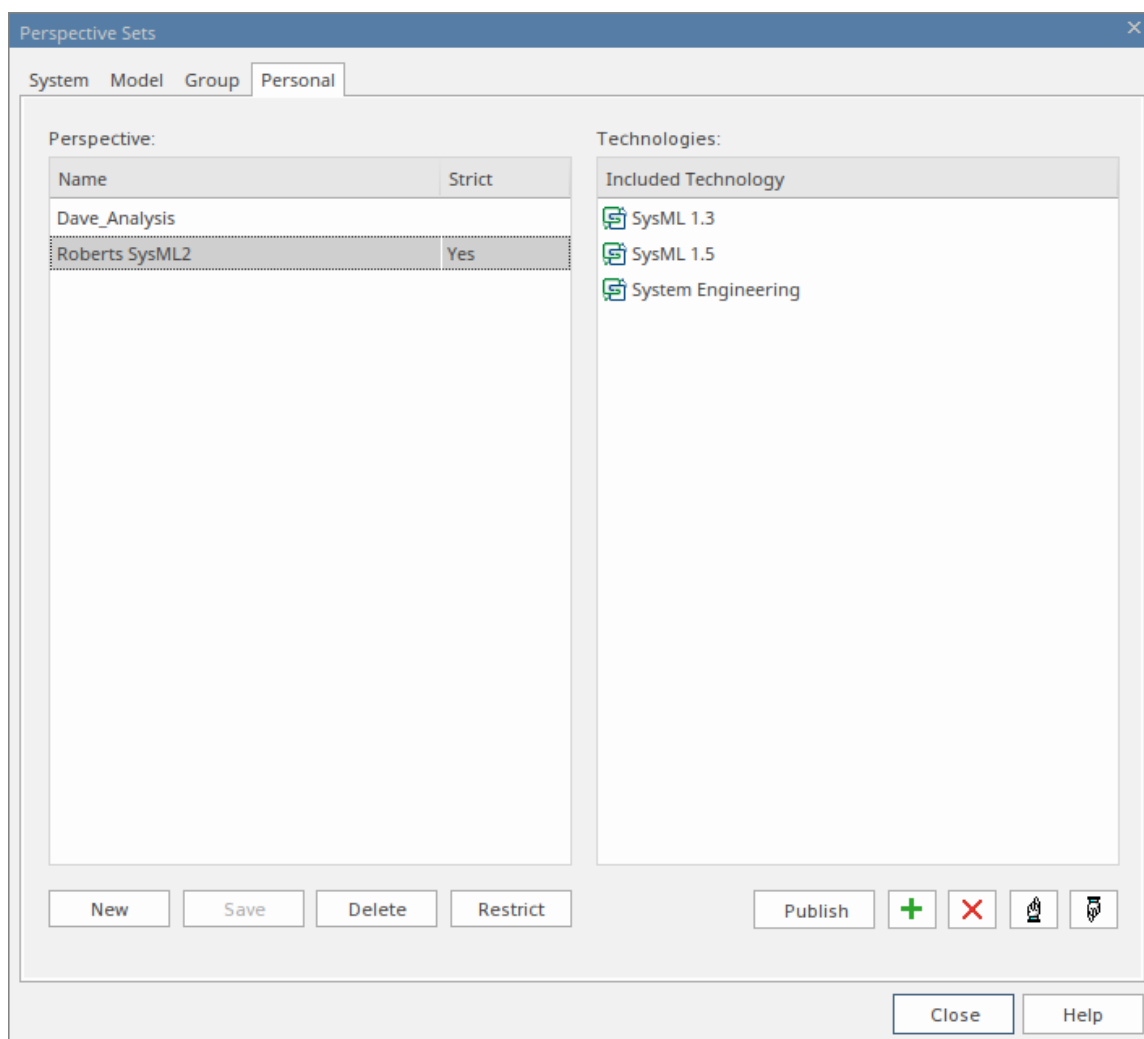 Perspective Sets
System Model Group Personal
Perspective:
Name Strict
Dave_Analysis
Roberts SysML2 Yes
Technologies:
Included Technology
SysML 1.3
SysML 1.5
System Engineering
New Save Delete Restrict
Publish
Close Help